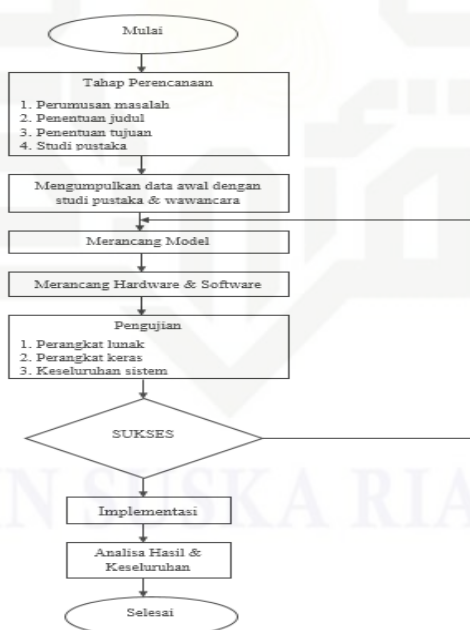 Mulai
Tahap Perencanaan
1. Perumusan masalah
2. Penentuan judul
3. Penentuan tujuan
4. Studi pustaka
Mengumpulkan data awal dengan
studi pustaka & wawancara
Merancang Model
Merancang Hardware & Software
Pengujian
1. Perangkat lunak
2. Perangkat keras
3. Keseluruhan sistem
SUKSES
N SUSKA RIA
Implementasi
Analisa Hasil &
Keseluruhan
Selesai